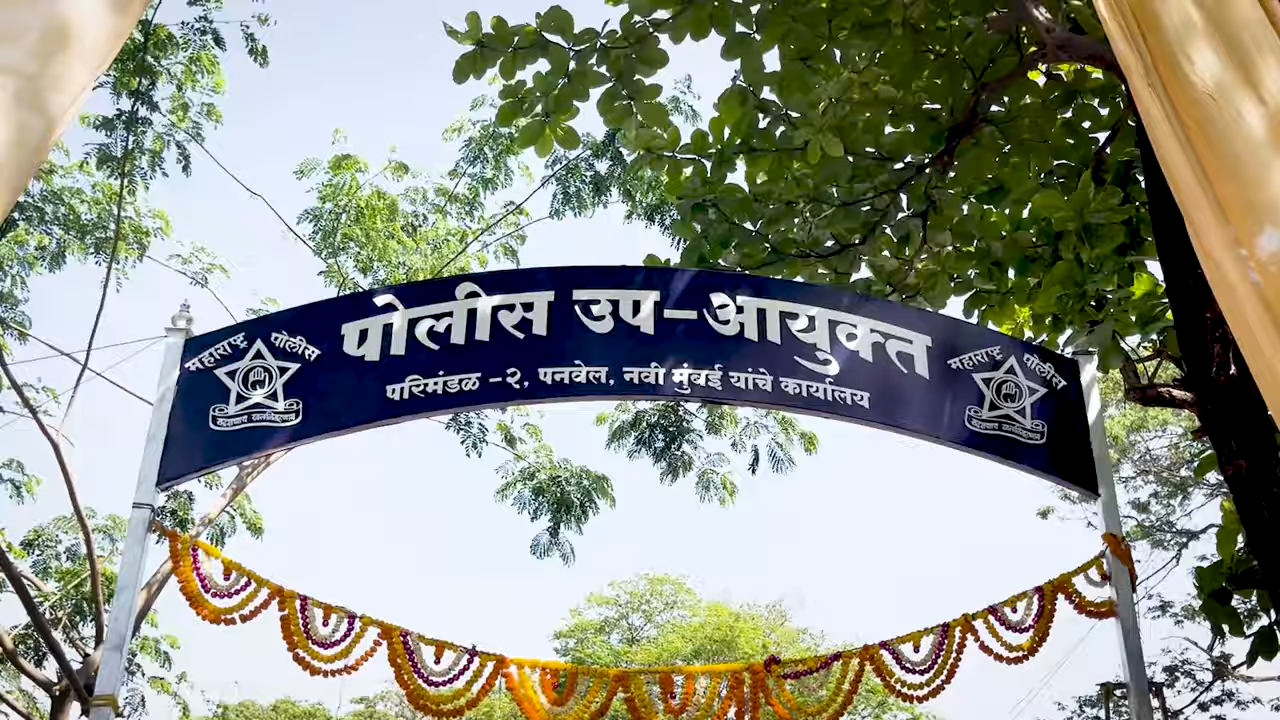 महाराष्ट्र पोलीस
पोलीस उप-आयुक्त
परिमंडळ -२, पनवेल, नवी मुंबई यांचे कार्यालय
महाराष्ट्र पोलीस